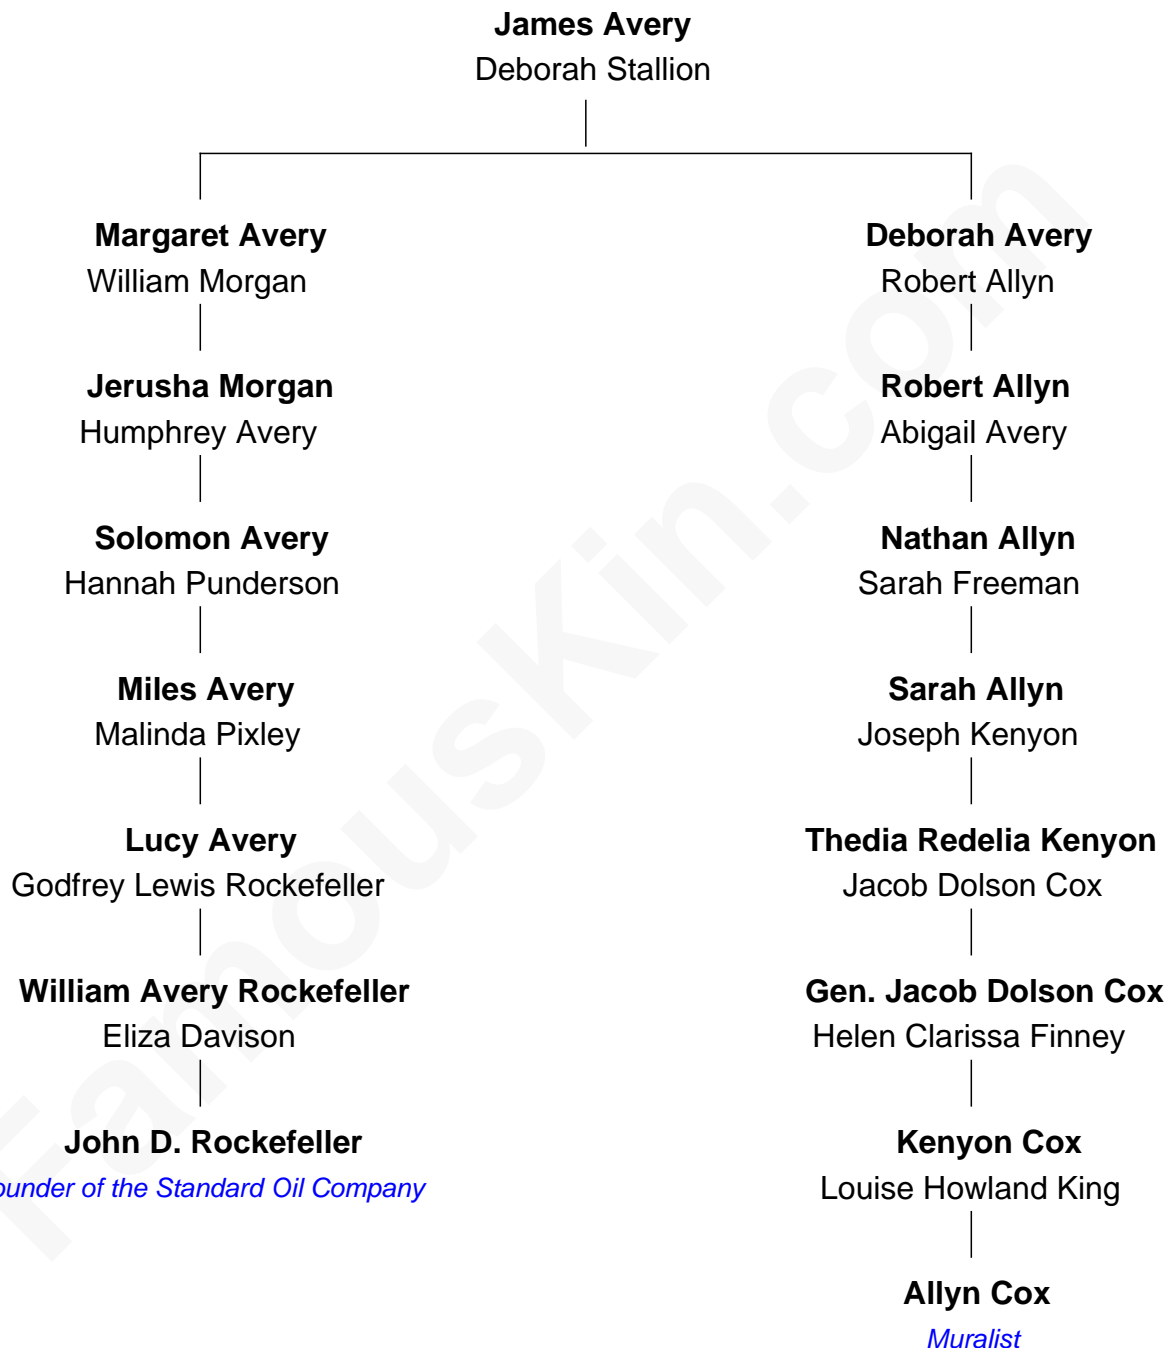 James Avery
Deborah Stallion
Margaret Avery
William Morgan
Deborah Avery
Robert Allyn
Jerusha Morgan
Humphrey Avery
Robert Allyn
Abigail Avery
Solomon Avery
Hannah Punderson
Nathan Allyn
Sarah Freeman
Miles Avery
Malinda Pixley
Sarah Allyn
Joseph Kenyon
Lucy Avery
Godfrey Lewis Rockefeller
Thedia Redelia Kenyon
Jacob Dolson Cox
William Avery Rockefeller
Eliza Davison
Gen. Jacob Dolson Cox
Helen Clarissa Finney
John D. Rockefeller
ounder of the Standard Oil Company
Kenyon Cox
Louise Howland King
Allyn Cox
Muralist
FamousKin.com